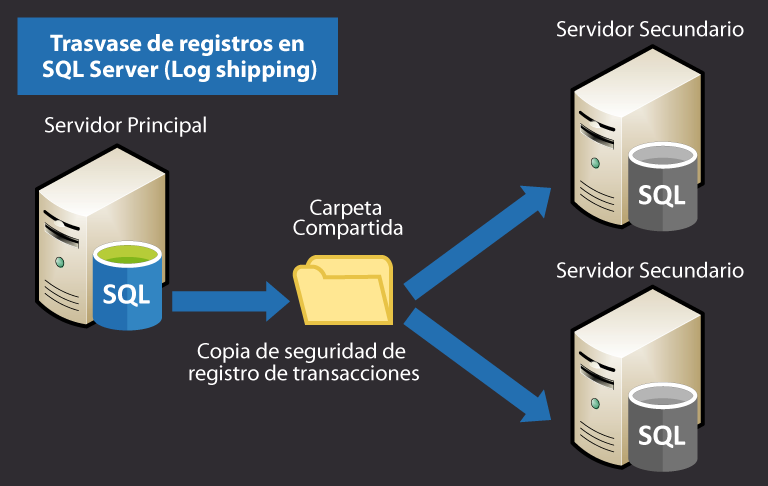 Trasvase de registros en
SQL Server (Log shipping)
Servidor Principal
SQL
Carpeta
Compartida
Copia de seguridad de
registro de transacciones
Servidor Secundario
SQL
Servidor Secundario
SQL